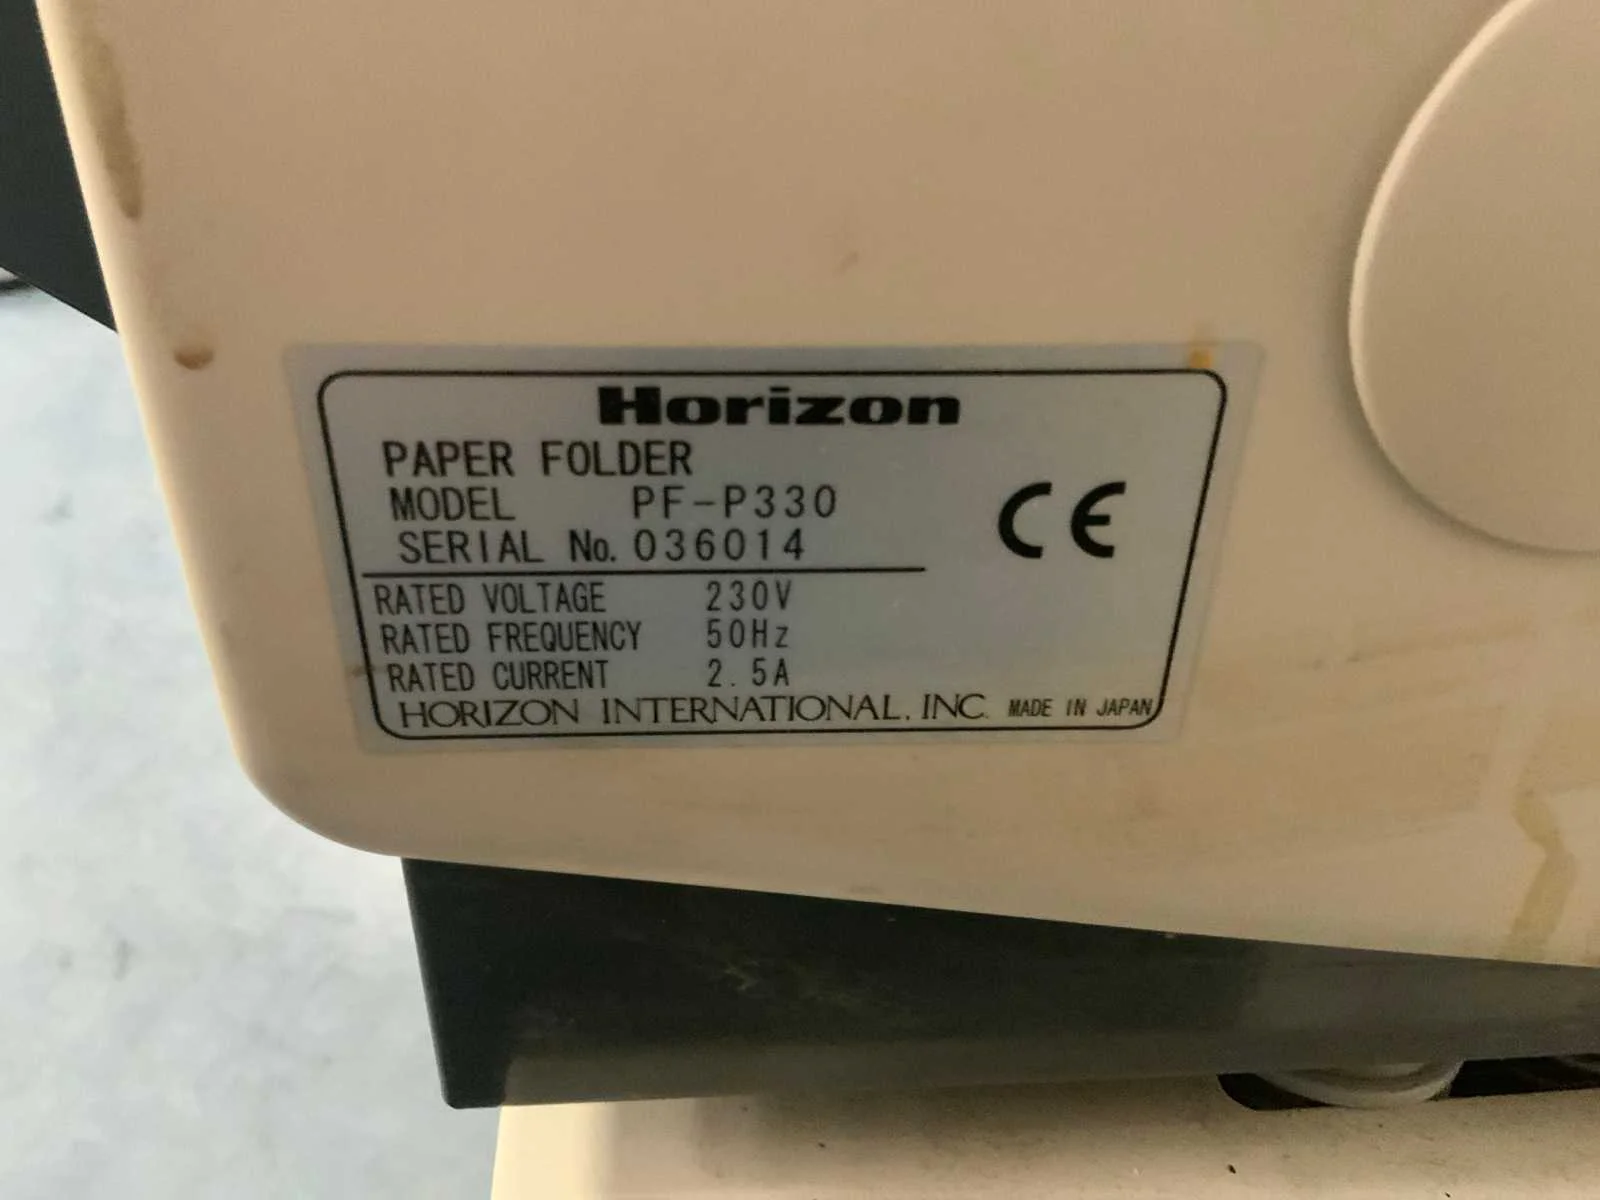 Horizon
PAPER FOLDER
MODEL PF-P330
SERIAL No. 036014
CE
RATED VOLTAGE 230V
RATED FREQUENCY 50Hz
RATED CURRENT 2.5A
HORIZON INTERNATIONAL, INC. MADE IN JAPAN